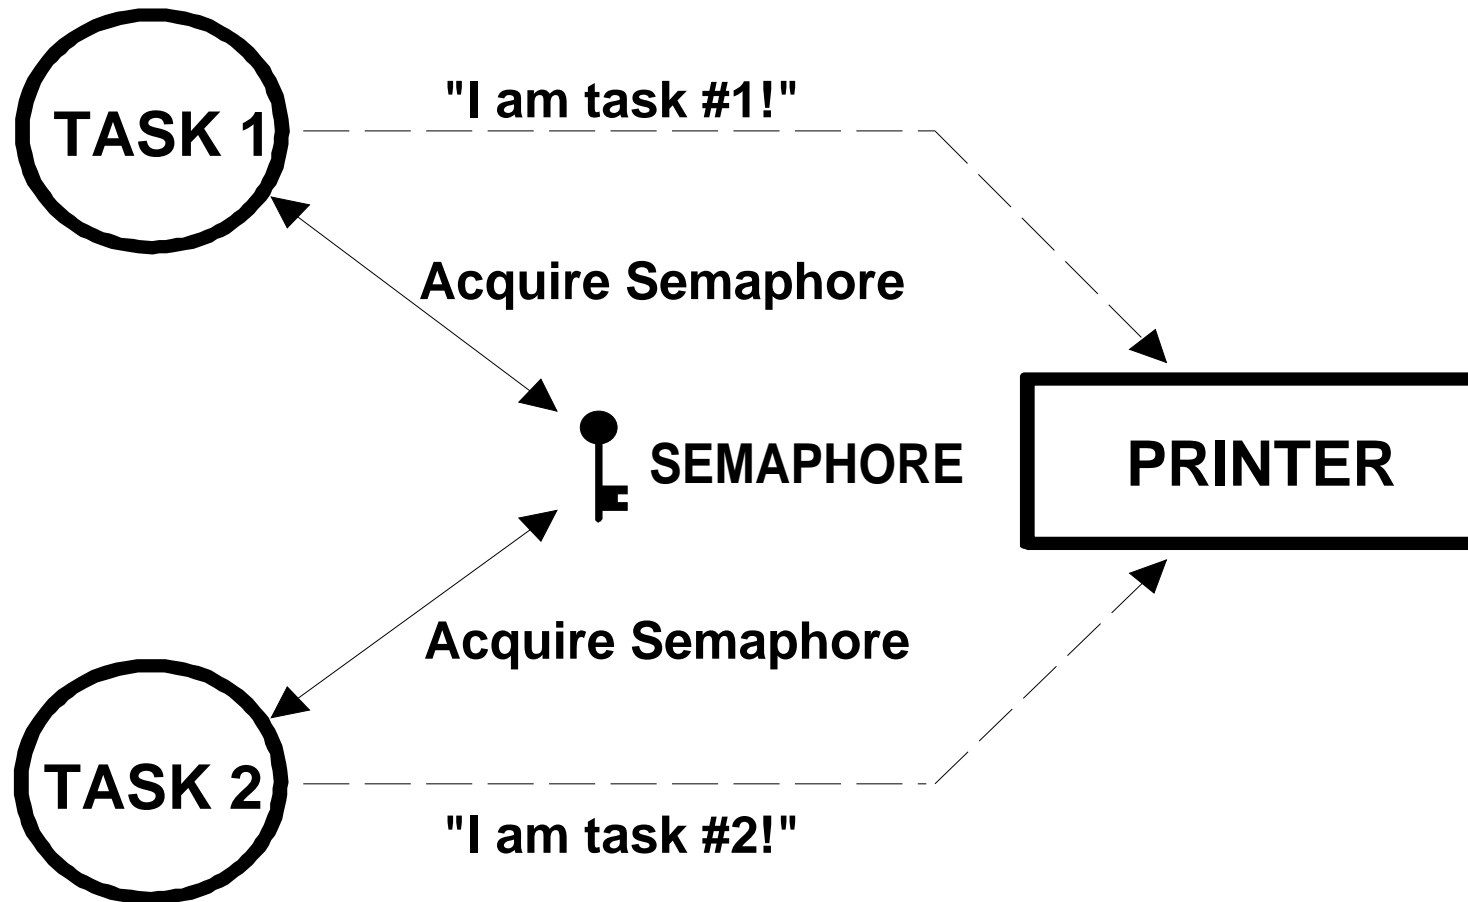 "I am task #1!"
TASK 1
Acquire Semaphore
SEMAPHORE
PRINTER
Acquire Semaphore
TASK 2
"I am task #2!"